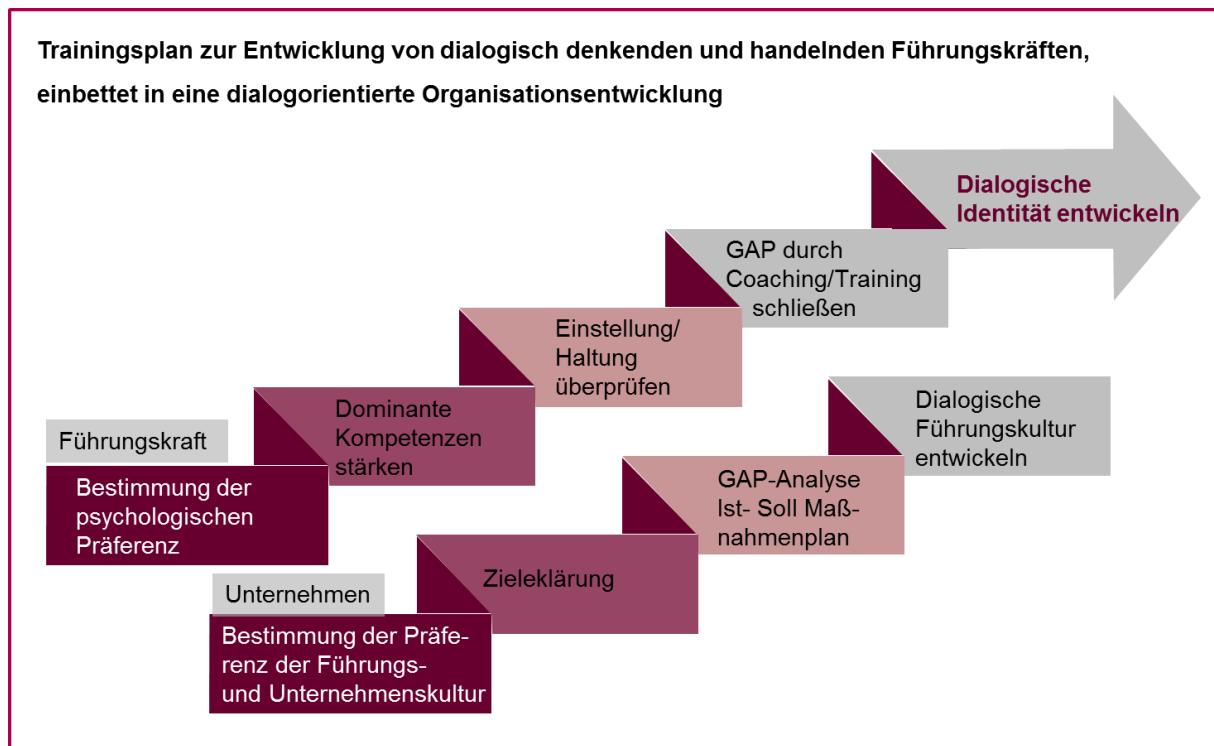 Trainingsplan zur Entwicklung von dialogisch denkenden und handelnden Führungskräften,
einbettet in eine dialogorientierte Organisationsentwicklung
Führungskraft
Bestimmung der
psychologischen
Präferenz
Dominante
Kompetenzen
stärken
Einstellung/
Haltung
überprüfen
GAP durch
Coaching/Training
schließen
Dialogische
Identität entwickeln
Unternehmen
Bestimmung der Präfe-
renz der Führungs-
und Unternehmenskultur
Zieleklärung
GAP-Analyse
Ist- Soll Maß-
nahmenplan
Dialogische
Führungskultur
entwickeln